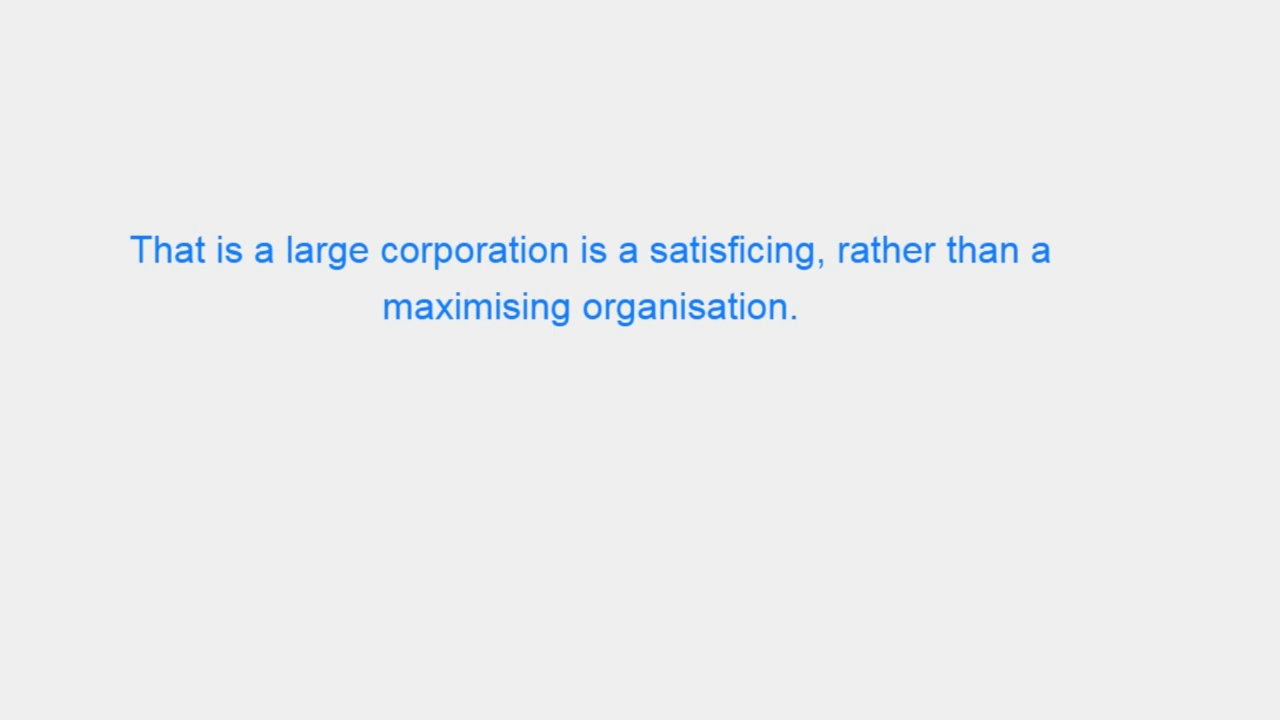 That is a large corporation is a satisficing, rather than a
maximising organisation.